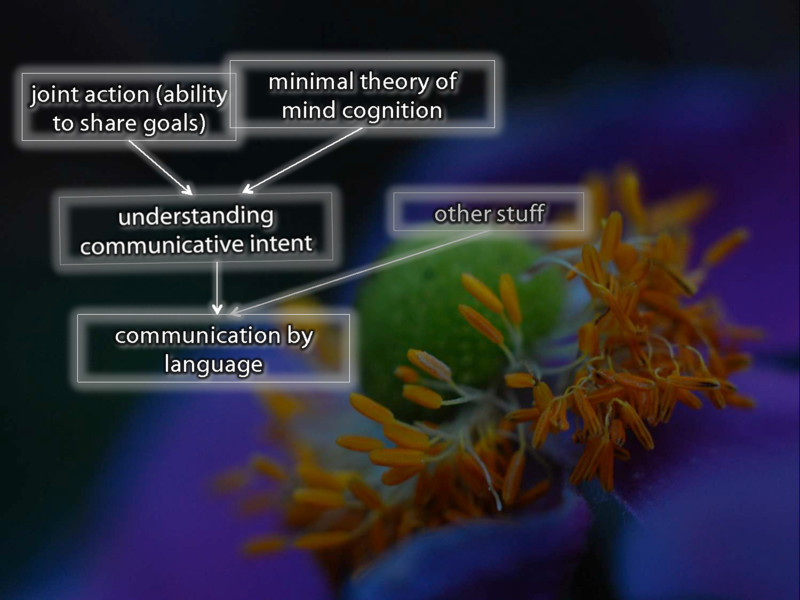 joint action (ability
to share goals)
minimal theory of
mind cognition
understanding
communicative intent
other stuff
communication by
language